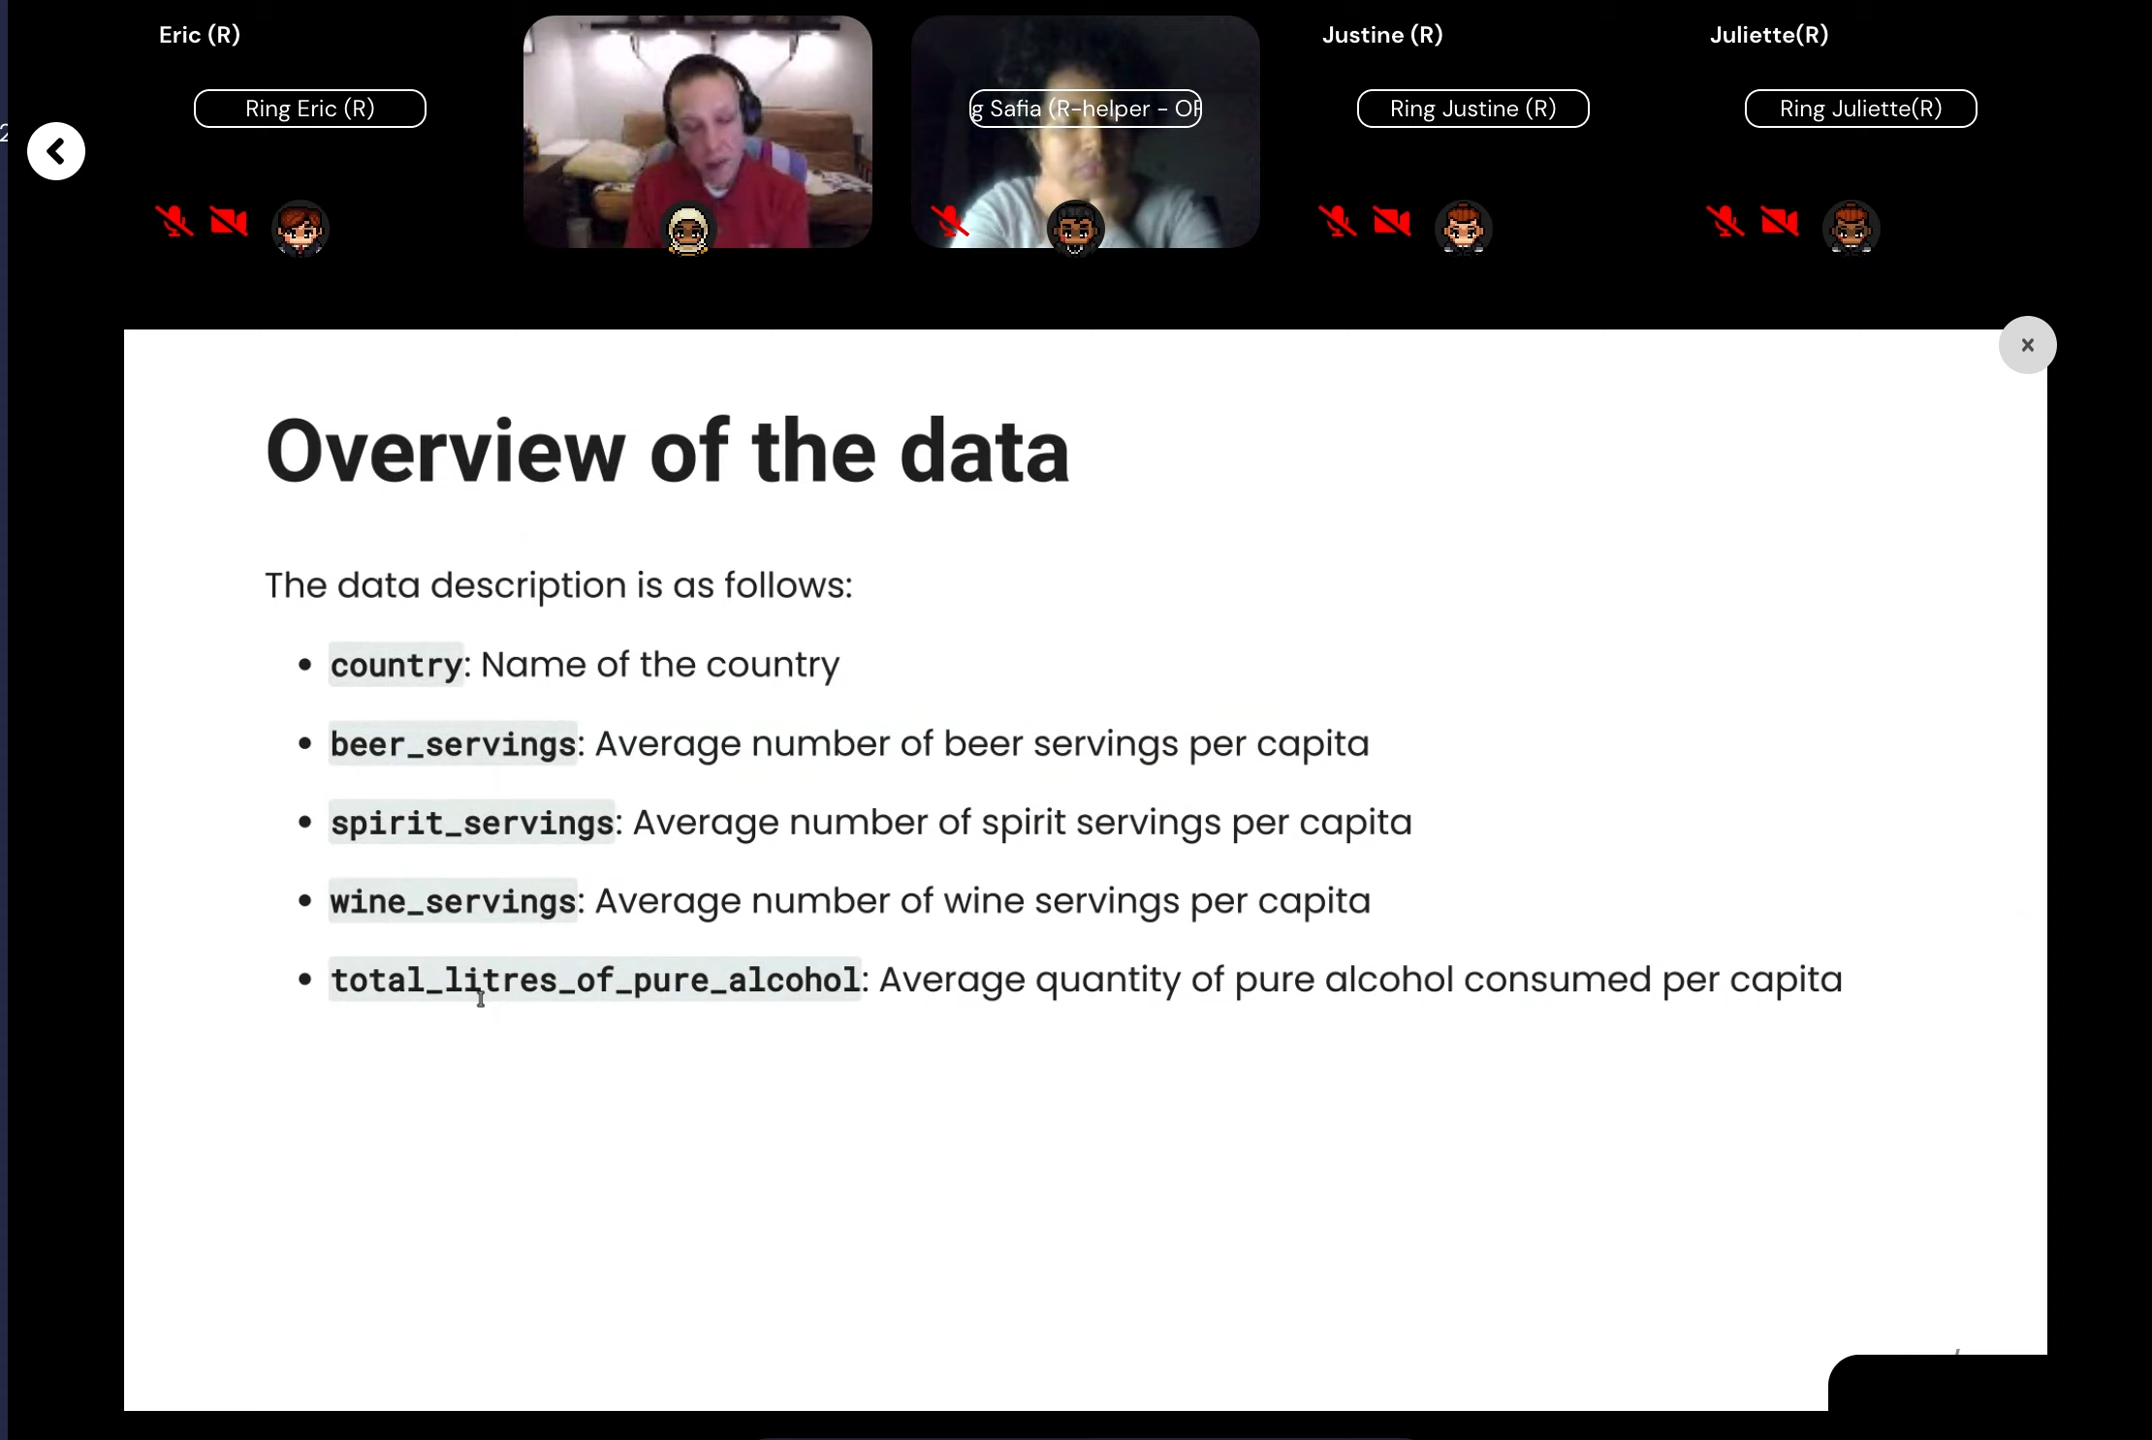 Eric (R)
Justine (R)
Juliette(R)
Ring Eric (R)
g Safia (R-helper - OF
Ring Justine (R)
Ring Juliette(R)
2
Overview of the data
The data description is as follows:
• country: Name of the country
• beer_servings: Average number of beer servings per capita
• spirit_servings: Average number of spirit servings per capita
• wine_servings: Average number of wine servings per capita
• total_litres_of_pure_alcohol: Average quantity of pure alcohol consumed per capita